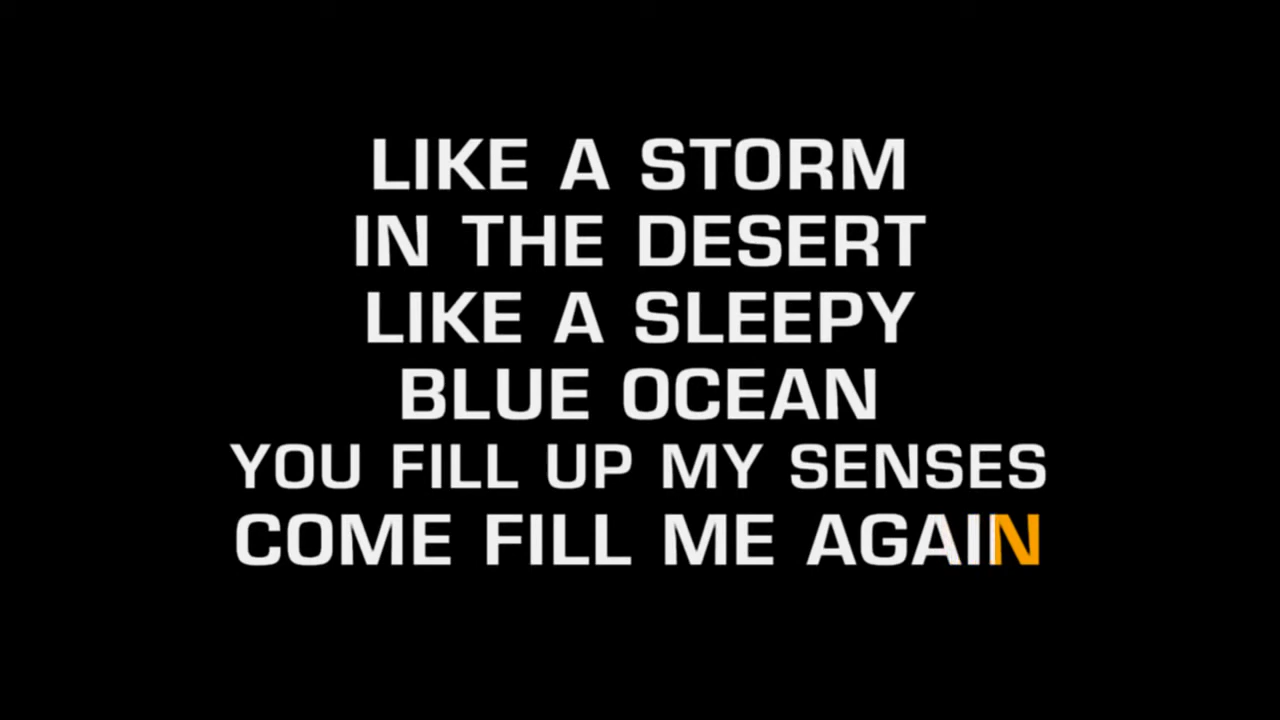 LIKE A STORM
IN THE DESERT
LIKE A SLEEPY
BLUE OCEAN
YOU FILL UP MY SENSES
COME FILL ME AGAIN